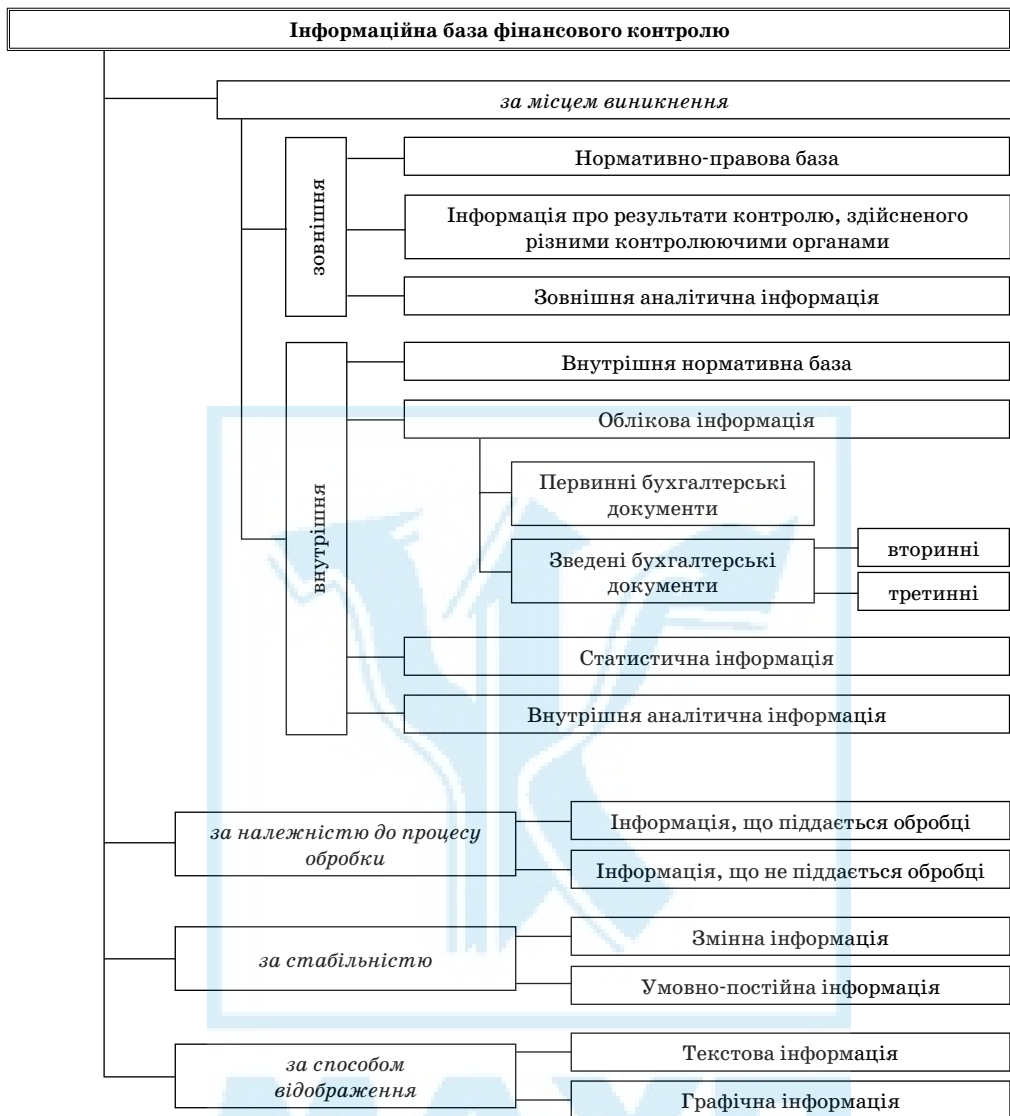 Інформаційна база фінансового контролю
за місцем виникнення
зовнішня
Нормативно-правова база
Інформація про результати контролю, здійсненого
різними контролюючими органами
Зовнішня аналітична інформація
внутрішня
Внутрішня нормативна база
Облікова інформація
Первинні бухгалтерські
документи
Зведені бухгалтерські
документи
вторинні
третинні
Статистична інформація
Внутрішня аналітична інформація
за належністю до процесу
обробки
Інформація, що піддається обробці
Інформація, що не піддається обробці
за стабільністю
Змінна інформація
Умовно-постійна інформація
за способом
відображення
Текстова інформація
Графічна інформація